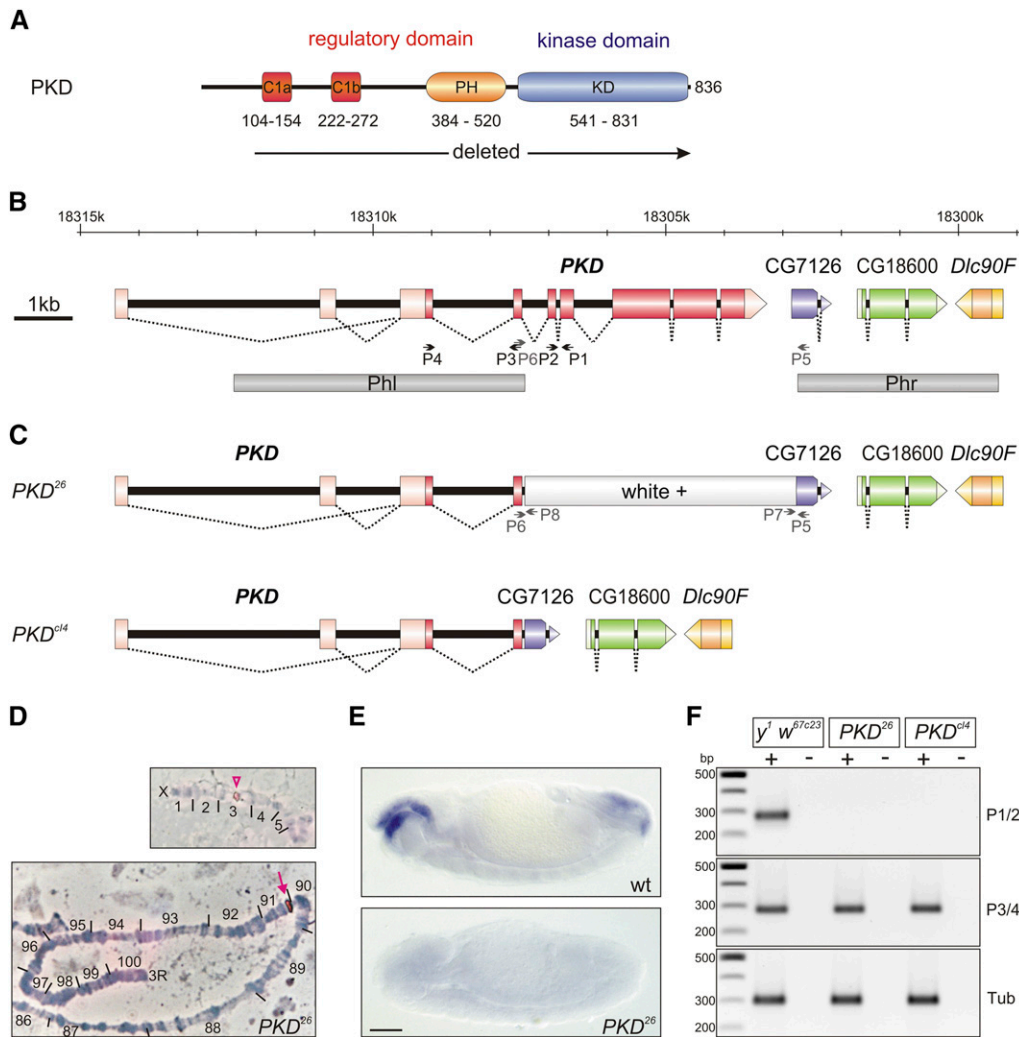 A
regulatory domain kinase domain
PKD C1a C1b PH KD 836
104-154 222-272 384 - 520 541 - 831
deleted
B
18315k 18310k 18305k 18300k
PKD CG7126 CG18600 Dlc90F
1kb
P4 P3 P6 P2 P1 P5
Phl Phr
C
PKD CG7126 CG18600 Dlc90F
PKD26 white +
P6 P8 P7 P5
PKD CG7126 CG18600 Dlc90F
PKDcl4
D
X
1 2 3 4 5
90
95 94 93 92 91
96
100
97 98 99 3R
89
86 87 88 PKD26
E
wt
PKD26
F
y1 w67c23 PKD26 PKDcl4
bp + - + - + -
500
300 P1/2
200
500
300 P3/4
200
500
300 Tub
200